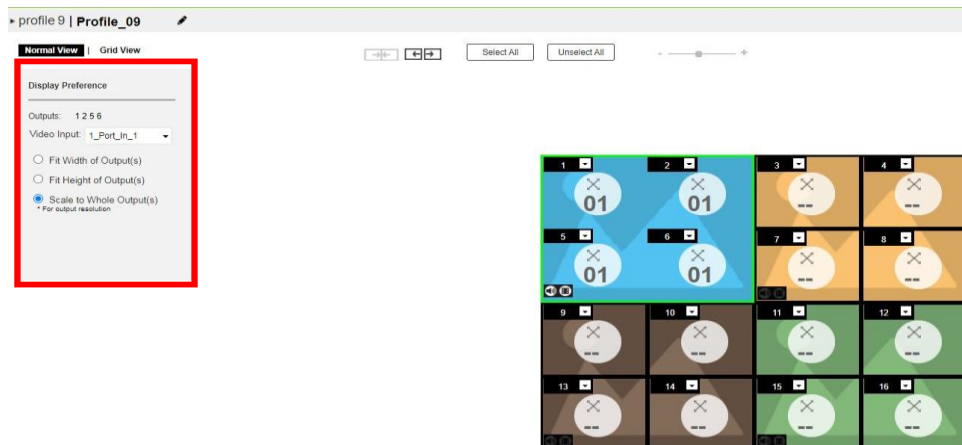 profile 9 | Profile_09
Normal View | Grid View
Select All Unselect All - +
Display Preference
Outputs: 1 2 5 6
Video Input: 1_Port_In_1
Fit Width of Output(s)
Fit Height of Output(s)
Scale to Whole Output(s)
* For output resolution
1 2 3 4
01 01 -- --
5 6 7 8
01 01 -- --
9 10 11 12
-- -- -- --
13 14 15 16
-- -- -- --